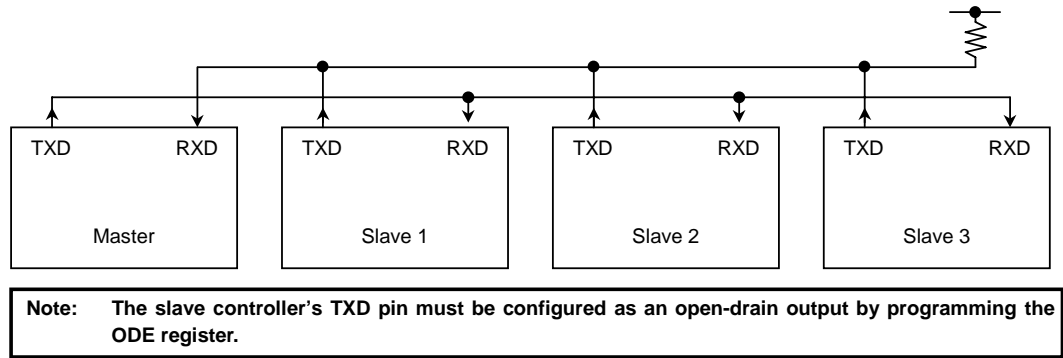 TXD RXD TXD RXD TXD RXD TXD RXD
Master Slave 1 Slave 2 Slave 3
Note: The slave controller's TXD pin must be configured as an open-drain output by programming the
ODE register.